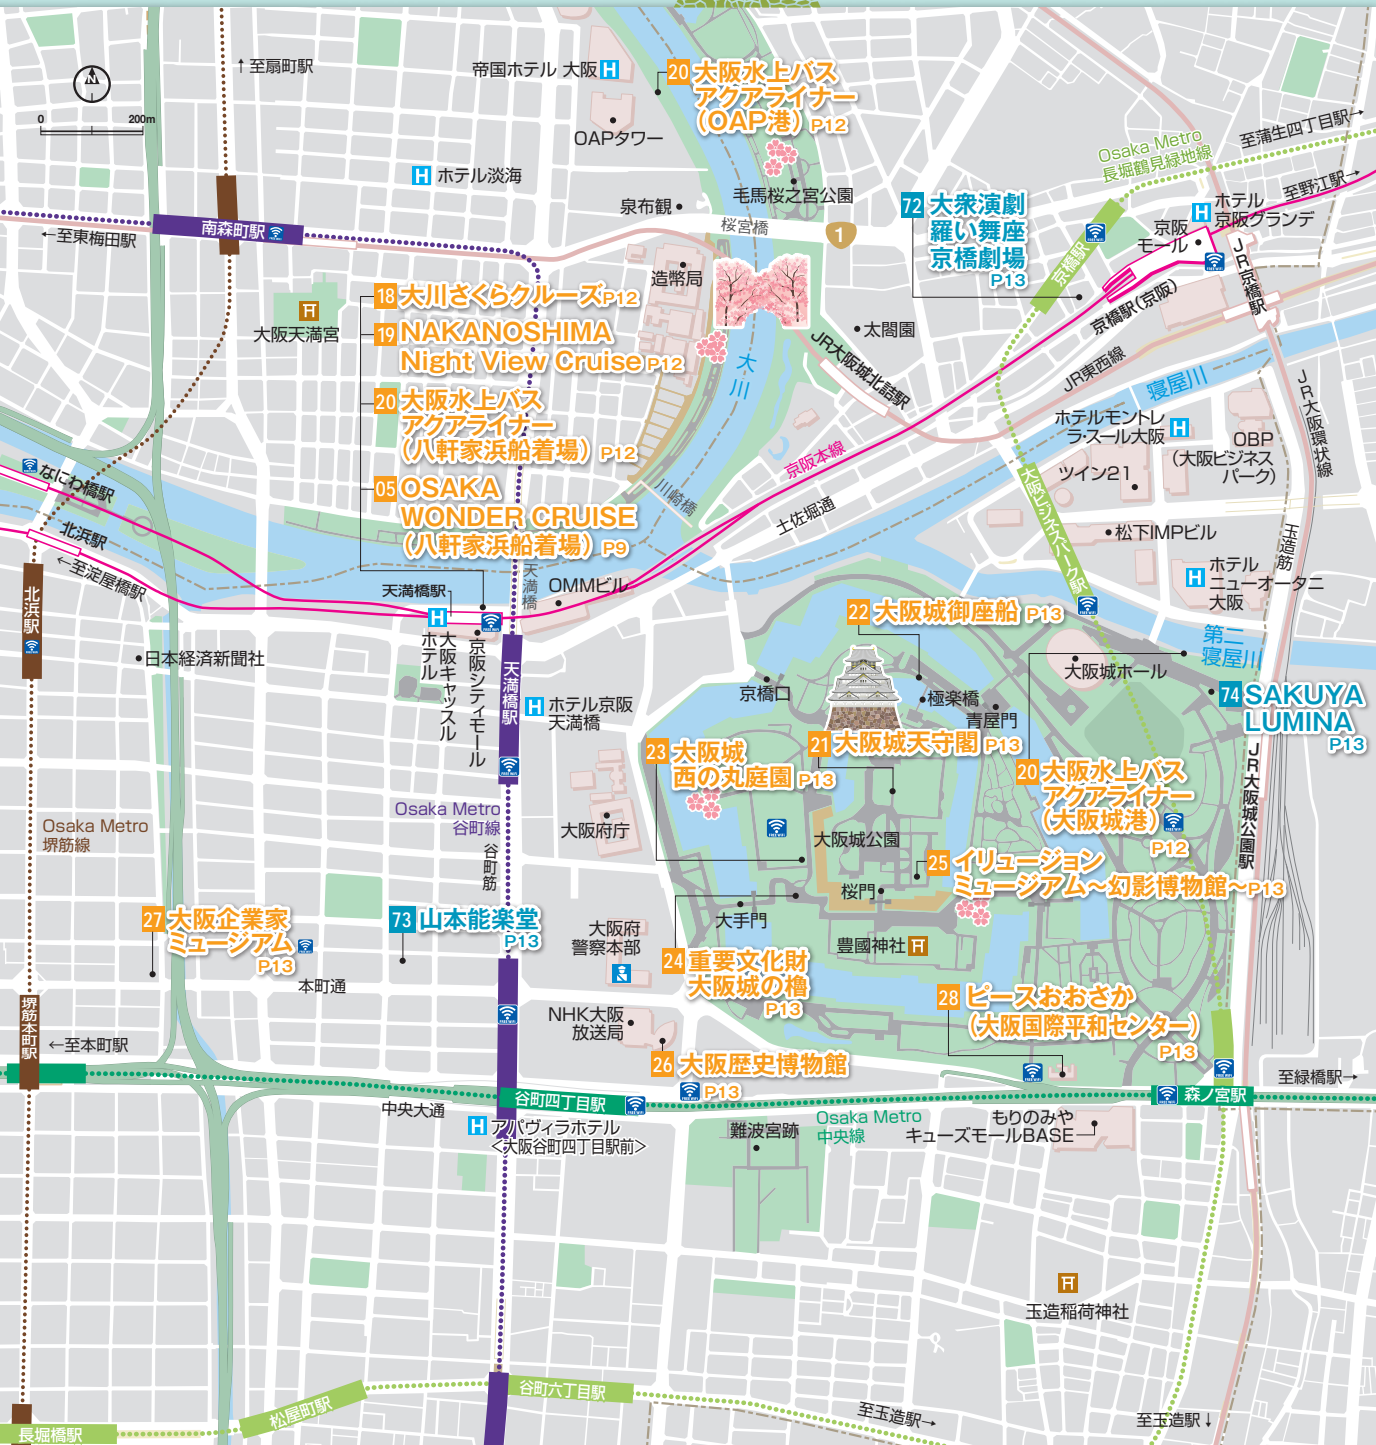 N
0 200m
↑至扇町駅
帝国ホテル 大阪 H
OAPタワー
20 大阪水上バス
アクアライナー
（OAP港） P12
H ホテル淡海
泉布観
毛馬桜之宮公園
桜宮橋
1
Osaka Metro
長堀鶴見緑地線
至蒲生四丁目駅→
至野江駅→
72 大衆演劇
羅い舞座
京橋劇場
P13
H ホテル
京阪グランデ
京阪
モール
京橋駅
FREE Wi-Fi
JR京橋駅
京橋駅（京阪）
←至東梅田駅
南森町駅
造幣局
大阪天満宮
18 大川さくらクルーズP12
19 NAKANOSHIMA
Night View Cruise P12
20 大阪水上バス
アクアライナー
（八軒家浜船着場） P12
05 OSAKA
WONDER CRUISE
（八軒家浜船着場） P9
太閤園
JR大阪城北詰駅
大川
JR東西線
寝屋川
JR大阪環状線
京阪本線
川崎橋
土佐堀通
ホテルモントレ
ラ・スール大阪 H
ツイン21
OBP
（大阪ビジネス
パーク）
大阪ビジネスパーク駅
松下IMPビル
玉造筋
H ホテル
ニューオータニ
大阪
なにわ橋駅
北浜駅
←至淀屋橋駅
北浜駅
天満橋駅
天満橋
OMMビル
H 大阪キャッスル
ホテル
京阪シティモール
日本経済新聞社
天満橋駅
H ホテル京阪
天満橋
22 大阪城御座船 P13
京橋口
極楽橋
青屋門
大阪城ホール
第二
寝屋川
74 SAKUYA
LUMINA
P13
23 大阪城
西の丸庭園 P13
21 大阪城天守閣 P13
20 大阪水上バス
アクアライナー
（大阪城港）
P12
JR大阪城公園駅
Osaka Metro
堺筋線
Osaka Metro
谷町線
谷町筋
大阪府庁
大阪城公園
25 イリュージョン
ミュージアム～幻影博物館～P13
桜門
大手門
豊國神社
27 大阪企業家
ミュージアム
P13
73 山本能楽堂
P13
大阪府
警察本部
24 重要文化財
大阪城の櫓
P13
本町通
28 ピースおおさか
（大阪国際平和センター）
P13
NHK大阪
放送局
26 大阪歴史博物館
P13
堺筋本町駅
←至本町駅
中央大通
谷町四丁目駅
H アパヴィラホテル
＜大阪谷町四丁目駅前＞
Osaka Metro
中央線
難波宮跡
もりのみや
キューズモールBASE
森ノ宮駅
至緑橋駅→
玉造稲荷神社
谷町六丁目駅
松屋町駅
長堀橋駅
至玉造駅→
至玉造駅↓